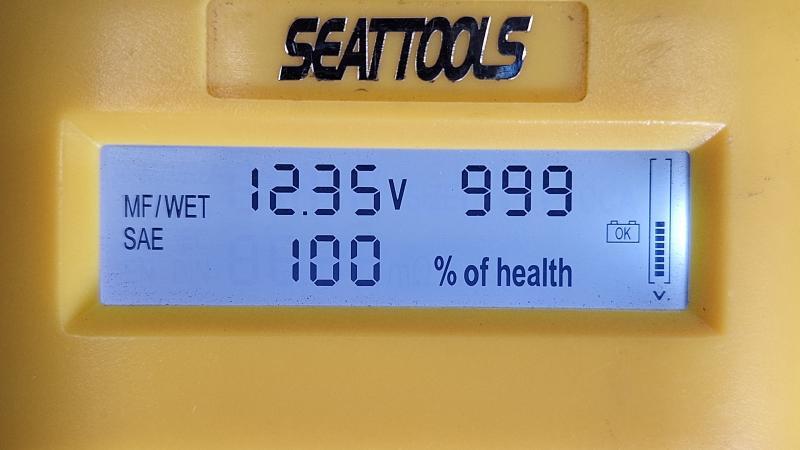 SEATTOOLS
MF/WET 12.35V 999
SAE 100 % of health
OK